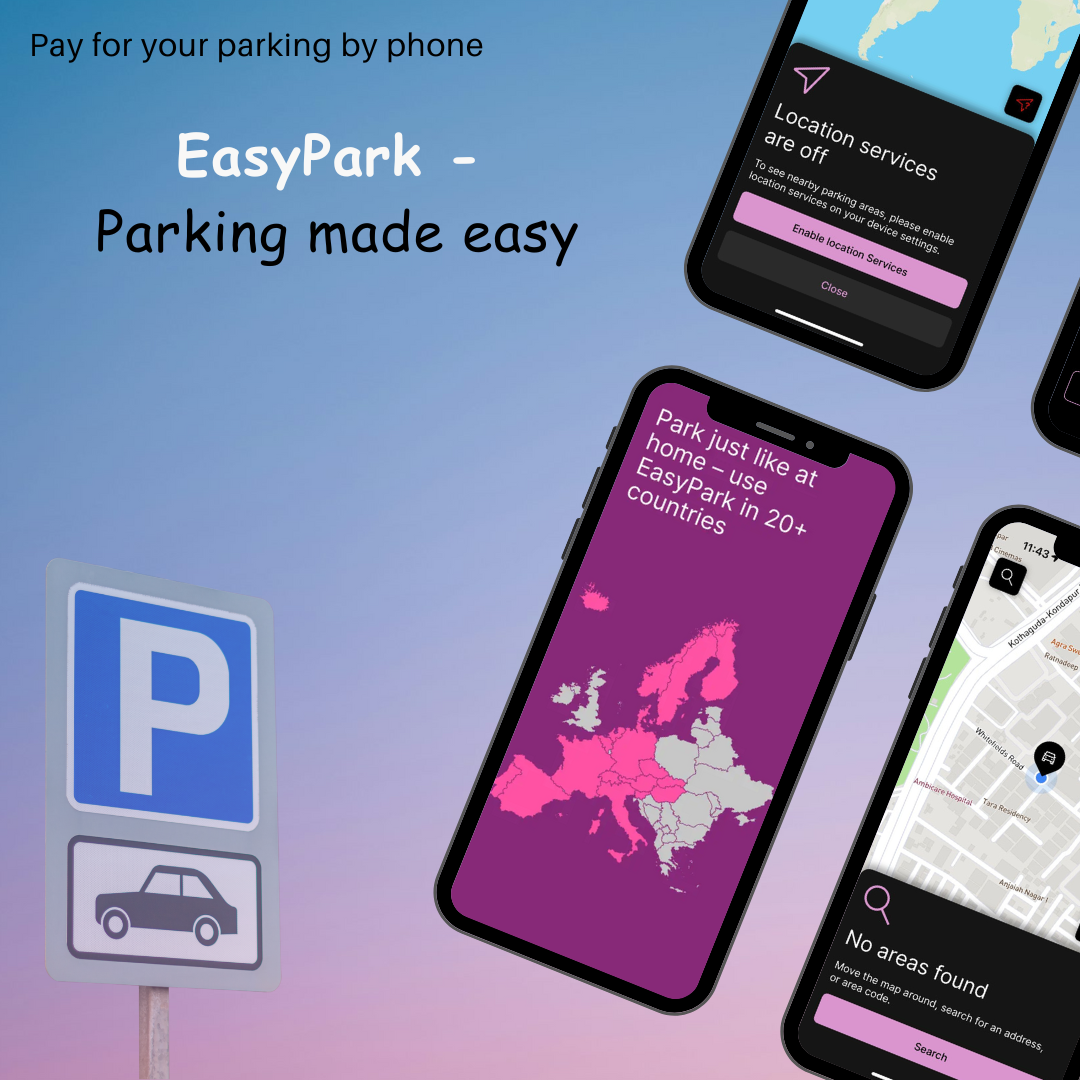 Pay for your parking by phone
EasyPark -
Parking made easy
Location services
are off
To see nearby parking areas, please enable
location services on your device settings.
Enable location Services
Close
Park just like at
home – use
EasyPark in 20+
countries
P
par
Cinemas
11:43
Kothaguda-Kondapur
Agra Swe
Ratnadeep
Whitefields Road
Ambicare Hospital
Tara Residency
Anjaiah Nagar
No areas found
Move the map around, search for an address,
or area code.
Search